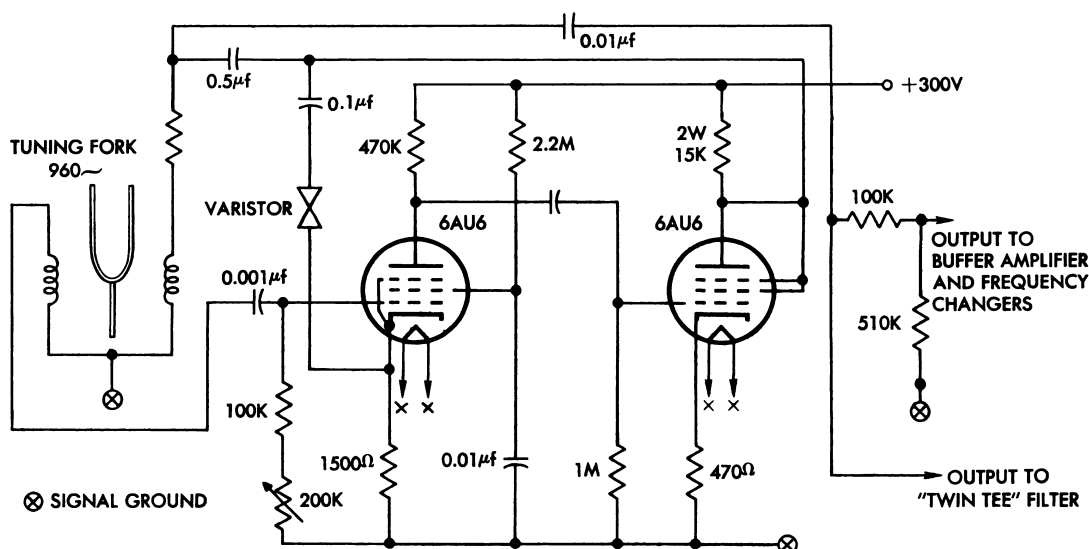 0.01µf
0.5µf
0.1µf
+300V
TUNING FORK
960~
470K
2.2M
2W
15K
VARISTOR
6AU6
6AU6
100K
OUTPUT TO
BUFFER AMPLIFIER
AND FREQUENCY
CHANGERS
0.001µf
510K
100K
1500Ω
0.01µf
1M
470Ω
200K
SIGNAL GROUND
OUTPUT TO
"TWIN TEE" FILTER